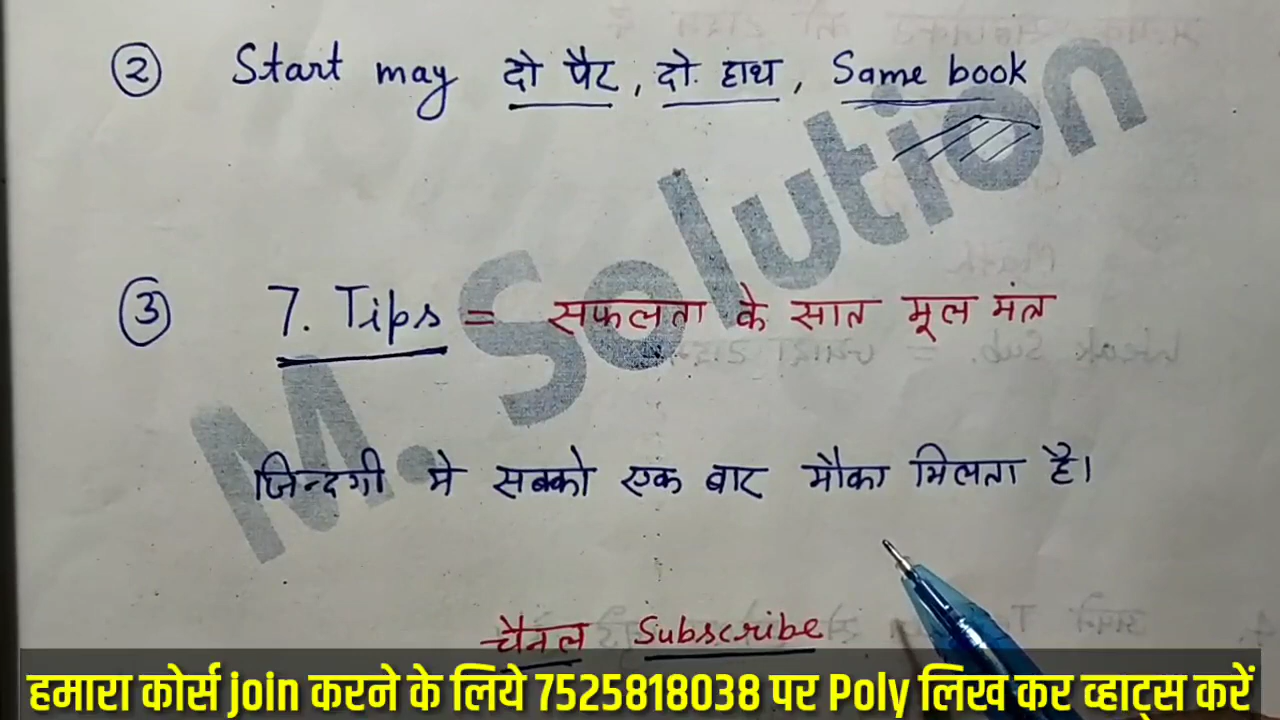 ② Start may दो पैर, दो हाथ, Same book
M. Solution
③ 7. Tips = सफलता के सात मूल मंत्र
जिन्दगी मे सबको एक बार मौका मिलता है।
चैनल Subscribe
हमारा कोर्स join करने के लिये 7525818038 पर Poly लिख कर व्हाट्स करें